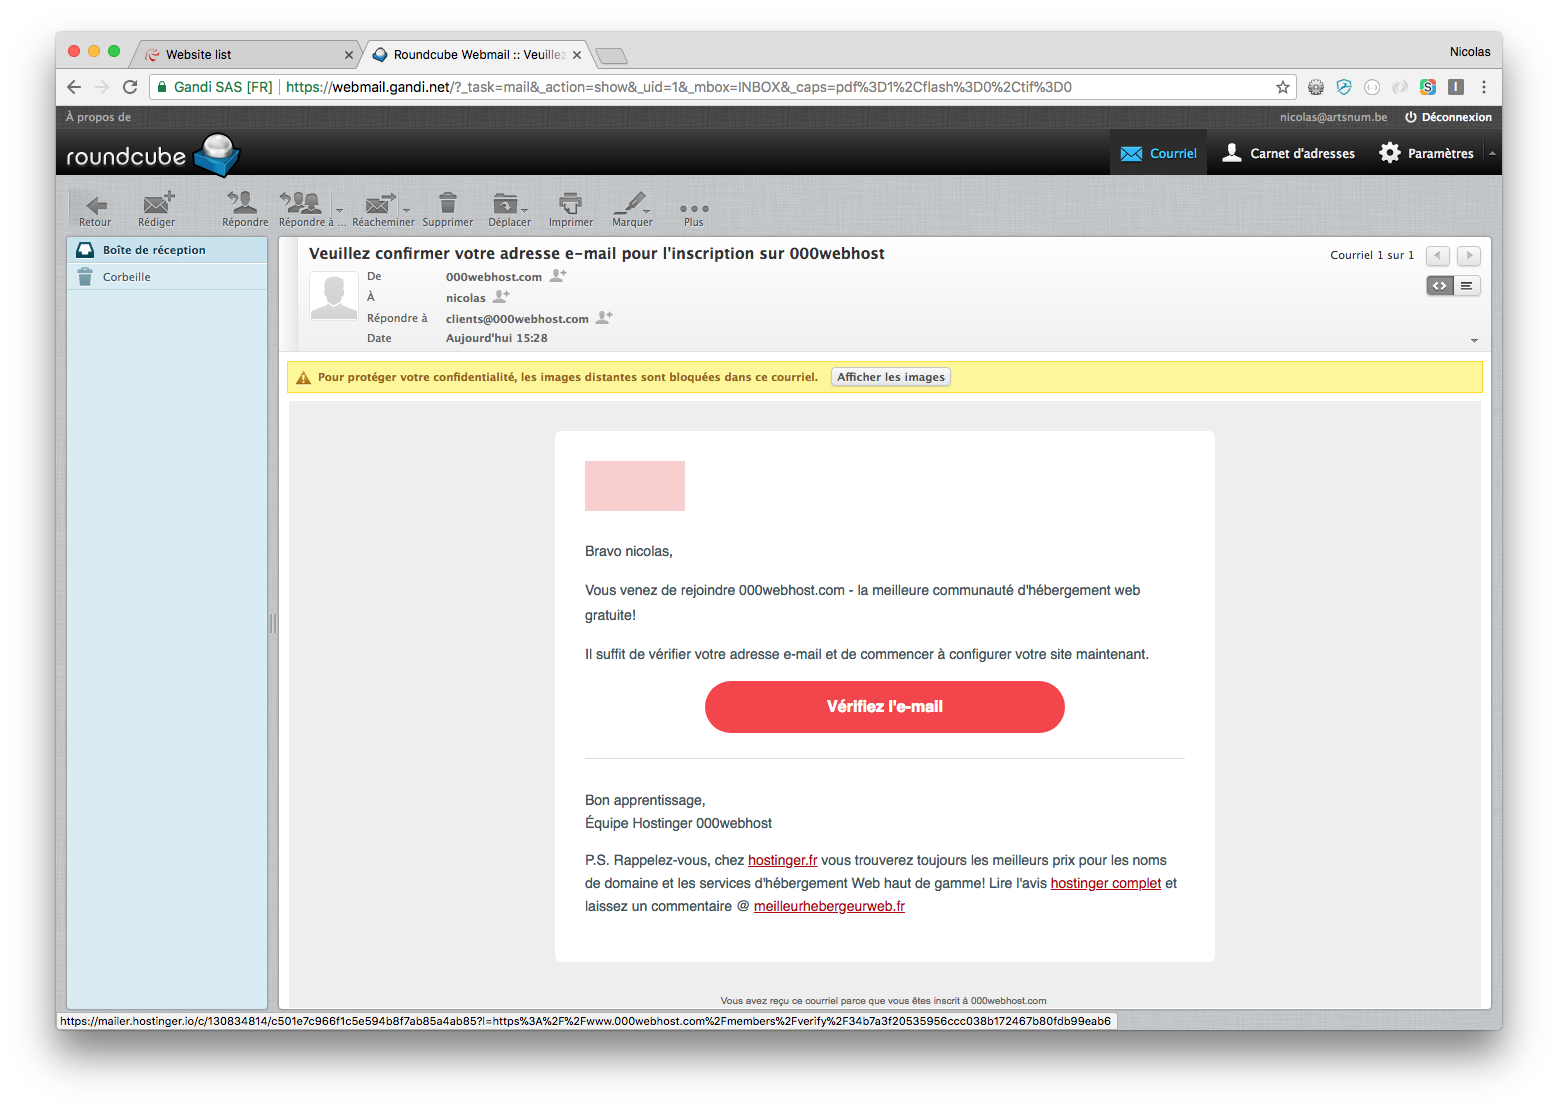 Website list
Roundcube Webmail :: Veuillez
Nicolas
Gandi SAS [FR] https://webmail.gandi.net/?_task=mail&_action=show&_uid=1&_mbox=INBOX&_caps=pdf%3D1%2Cflash%3D0%2Ctif%3D0
À propos de
nicolas@artsnum.be Déconnexion
roundcube
Courriel Carnet d'adresses Paramètres
Retour Rédiger Répondre Répondre à ... Réacheminer Supprimer Déplacer Imprimer Marquer Plus
Boîte de réception
Corbeille
Veuillez confirmer votre adresse e-mail pour l'inscription sur 000webhost
Courriel 1 sur 1
De 000webhost.com
À nicolas
Répondre à clients@000webhost.com
Date Aujourd'hui 15:28
Pour protéger votre confidentialité, les images distantes sont bloquées dans ce courriel. Afficher les images
Bravo nicolas,
Vous venez de rejoindre 000webhost.com - la meilleure communauté d'hébergement web
gratuite!
Il suffit de vérifier votre adresse e-mail et de commencer à configurer votre site maintenant.
Vérifiez l'e-mail
Bon apprentissage,
Équipe Hostinger 000webhost
P.S. Rappelez-vous, chez hostinger.fr vous trouverez toujours les meilleurs prix pour les noms
de domaine et les services d'hébergement Web haut de gamme! Lire l'avis hostinger complet et
laissez un commentaire @ meilleurhebergeurweb.fr
Vous avez reçu ce courriel parce que vous êtes inscrit à 000webhost.com
https://mailer.hostinger.io/c/130834814/c501e7c966f1c5e594b8f7ab85a4ab85?l=https%3A%2F%2Fwww.000webhost.com%2Fmembers%2Fverify%2F34b7a3f20535956ccc038b172467b80fdb99eab6